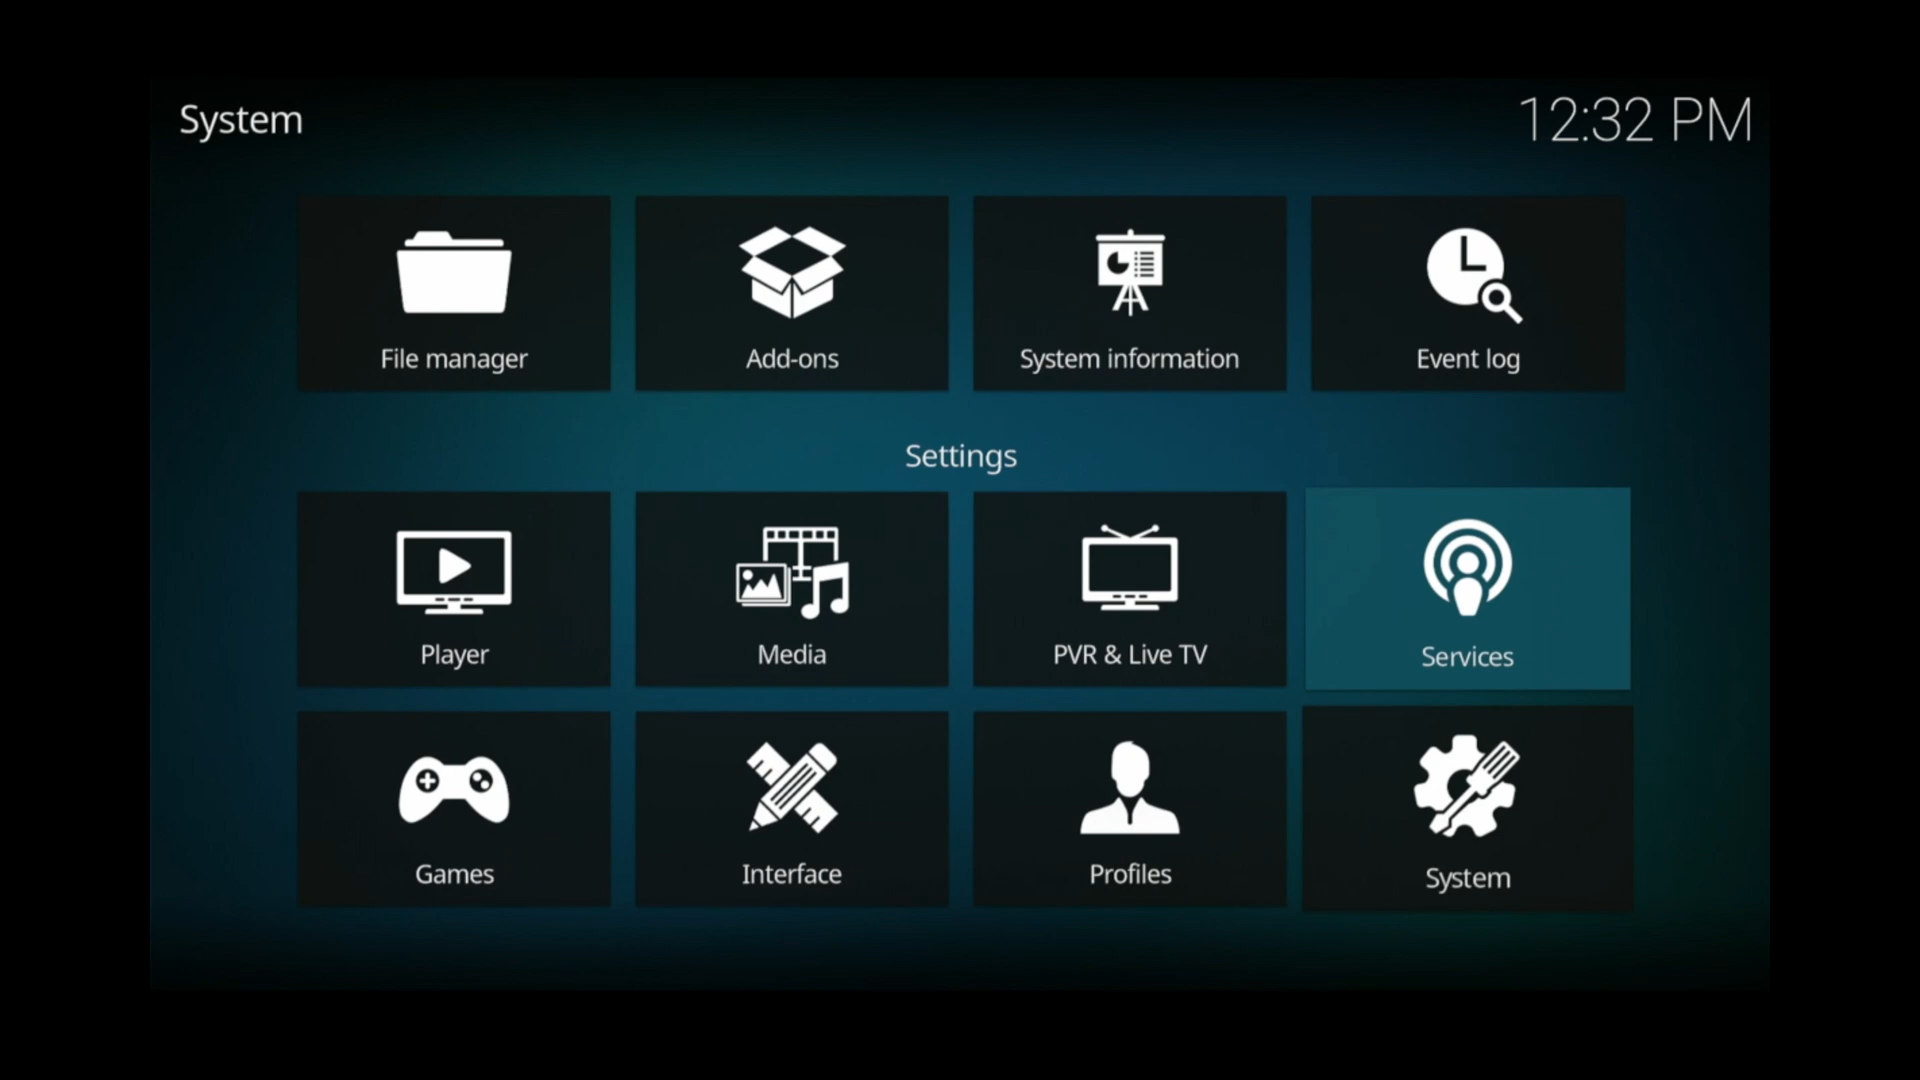 System
12:32 PM
File manager
Add-ons
System information
Event log
Settings
Player
Media
PVR & Live TV
Services
Games
Interface
Profiles
System